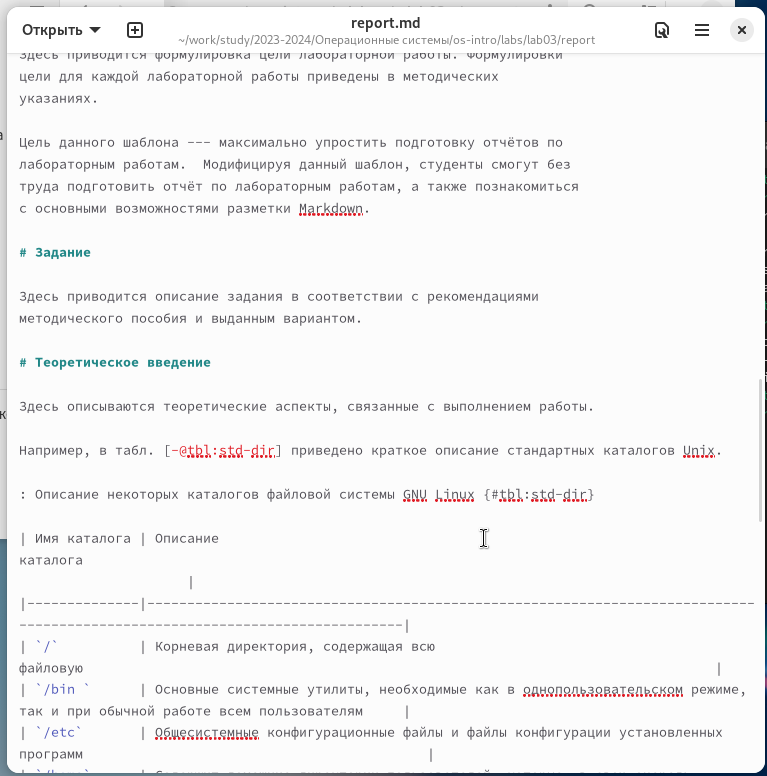 Открыть
report.md
~/work/study/2023-2024/Операционные системы/os-intro/labs/lab03/report
Здесь приводится формулировка цели лабораторной работы. Формулировки
цели для каждой лабораторной работы приведены в методических
указаниях.
Цель данного шаблона --- максимально упростить подготовку отчётов по
лабораторным работам.  Модифицируя данный шаблон, студенты смогут без
труда подготовить отчёт по лабораторным работам, а также познакомиться
с основными возможностями разметки Markdown.
# Задание
Здесь приводится описание задания в соответствии с рекомендациями
методического пособия и выданным вариантом.
# Теоретическое введение
Здесь описываются теоретические аспекты, связанные с выполнением работы.
Например, в табл. [-@tbl:std-dir] приведено краткое описание стандартных каталогов Unix.
: Описание некоторых каталогов файловой системы GNU Linux {#tbl:std-dir}
| Имя каталога | Описание
каталога
|
|--------------|----------------------------------------------------------------------------
------------------------------------------------|
| `/`          | Корневая директория, содержащая всю
файловую                                                                               |
| `/bin `      | Основные системные утилиты, необходимые как в однопользовательском режиме,
так и при обычной работе всем пользователям     |
| `/etc`       | Общесистемные конфигурационные файлы и файлы конфигурации установленных
программ                                           |